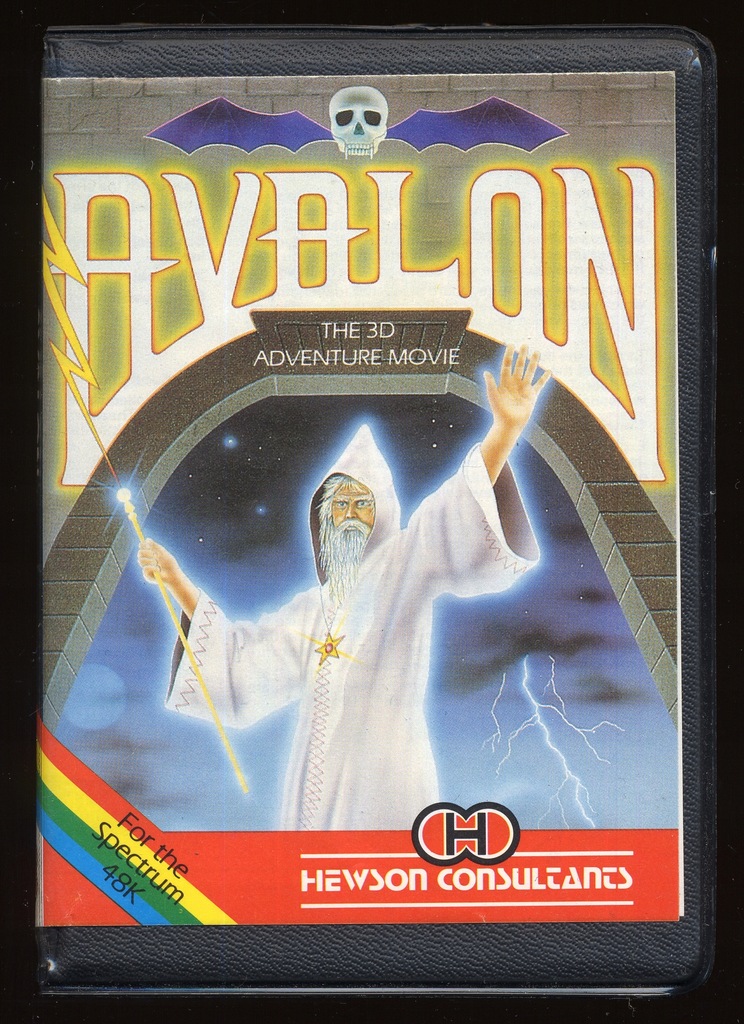 AVALON
THE 3D
ADVENTURE MOVIE
For the
Spectrum
48K
H
HEWSON CONSULTANTS